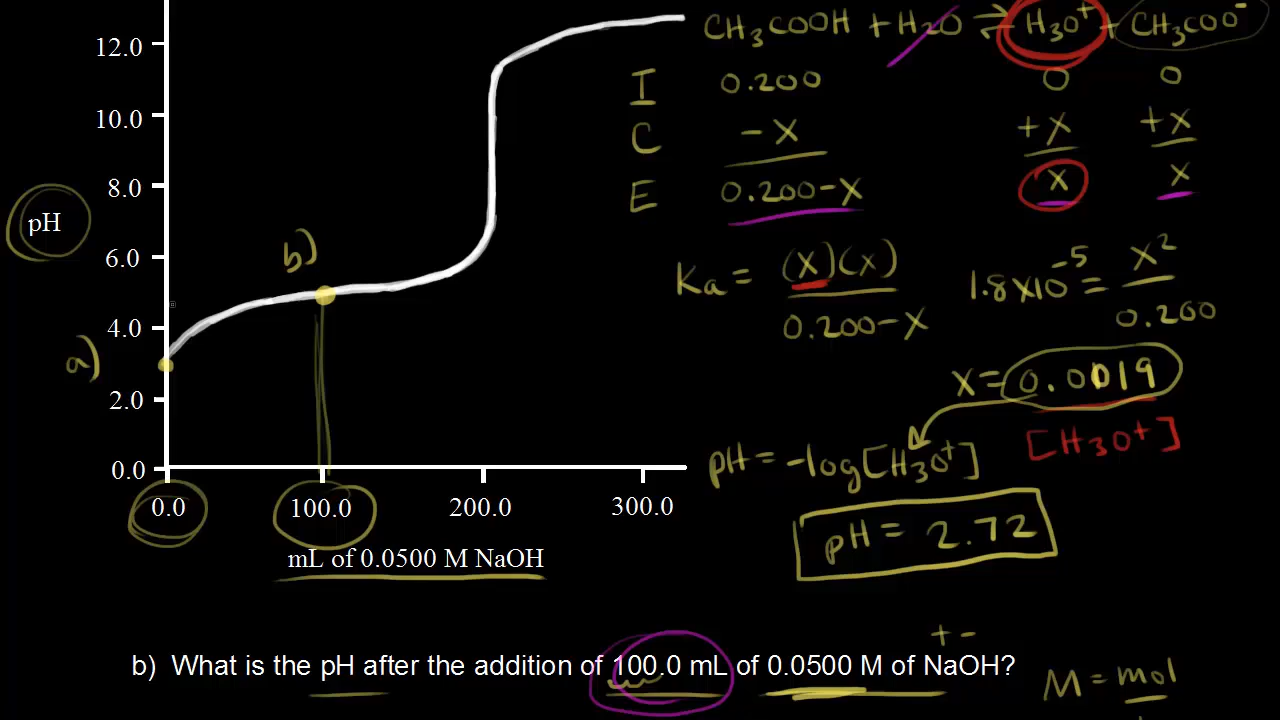 CH₃COOH + H₂O ⇌ H₃O⁺ + CH₃COO⁻
I 0.200 0 0
C -X +X +X
E 0.200-X X X
Ka = (X)(X) / 0.200-X
1.8x10⁻⁵ = X² / 0.200
X = 0.0019
[H₃O⁺]
pH = -log[H₃O⁺]
pH = 2.72
12.0
10.0
8.0
6.0
4.0
2.0
0.0
pH
a)
b)
0.0 100.0 200.0 300.0
mL of 0.0500 M NaOH
+ -
b) What is the pH after the addition of 100.0 mL of 0.0500 M of NaOH?
M = mol